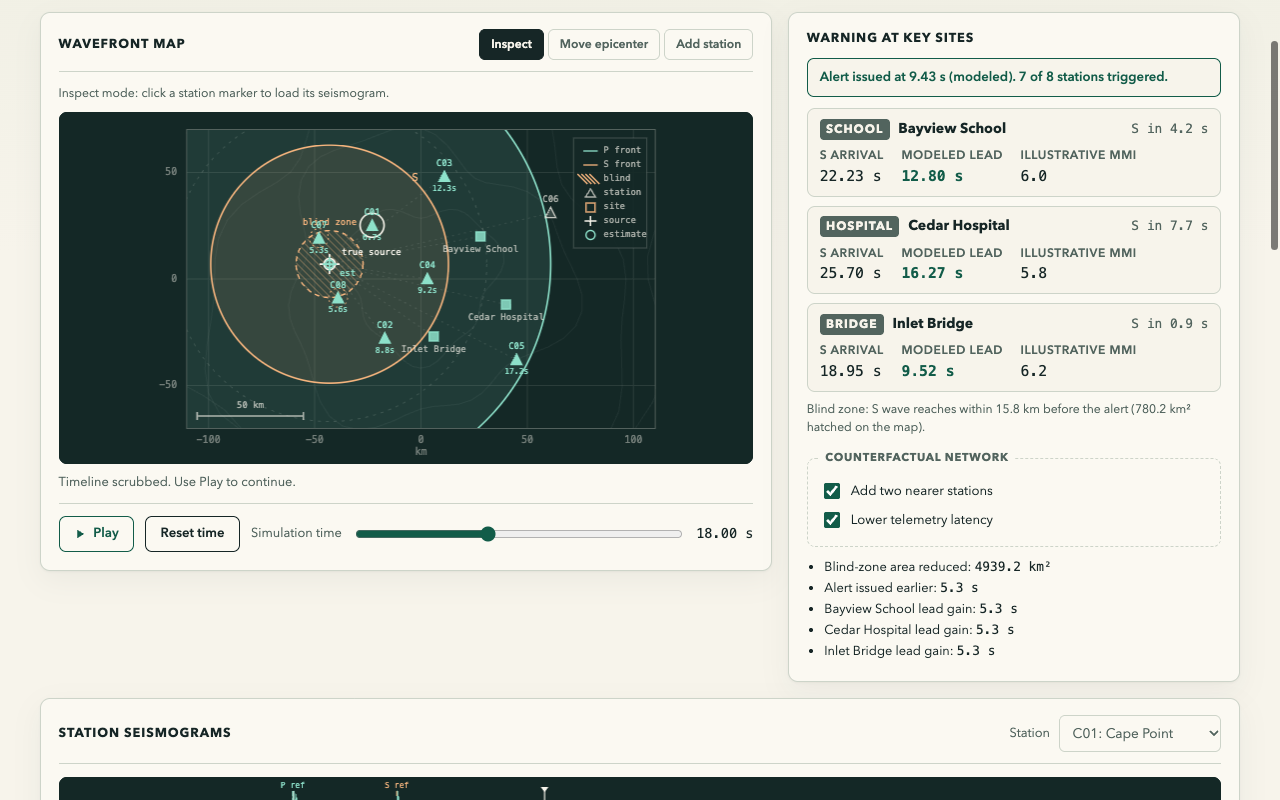 WAVEFRONT MAP
Inspect
Move epicenter
Add station
Inspect mode: click a station marker to load its seismogram.
P front
S front
blind
station
site
source
estimate
50
0
−50
C03
12.3s
S
C06
C01
6.7s
blind zone
5.3s
true source
est
Bayview School
C04
9.2s
C08
5.6s
Cedar Hospital
C02
8.8s
Inlet Bridge
C05
17.2s
50 km
−100
−50
0
50
100
km
Timeline scrubbed. Use Play to continue.
Play
Reset time
Simulation time
18.00 s
WARNING AT KEY SITES
Alert issued at 9.43 s (modeled). 7 of 8 stations triggered.
SCHOOL Bayview School S in 4.2 s
S ARRIVAL MODELED LEAD ILLUSTRATIVE MMI
22.23 s 12.80 s 6.0
HOSPITAL Cedar Hospital S in 7.7 s
S ARRIVAL MODELED LEAD ILLUSTRATIVE MMI
25.70 s 16.27 s 5.8
BRIDGE Inlet Bridge S in 0.9 s
S ARRIVAL MODELED LEAD ILLUSTRATIVE MMI
18.95 s 9.52 s 6.2
Blind zone: S wave reaches within 15.8 km before the alert (780.2 km²
hatched on the map).
COUNTERFACTUAL NETWORK
Add two nearer stations
Lower telemetry latency
• Blind-zone area reduced: 4939.2 km²
• Alert issued earlier: 5.3 s
• Bayview School lead gain: 5.3 s
• Cedar Hospital lead gain: 5.3 s
• Inlet Bridge lead gain: 5.3 s
STATION SEISMOGRAMS
Station
C01: Cape Point
P ref
S ref